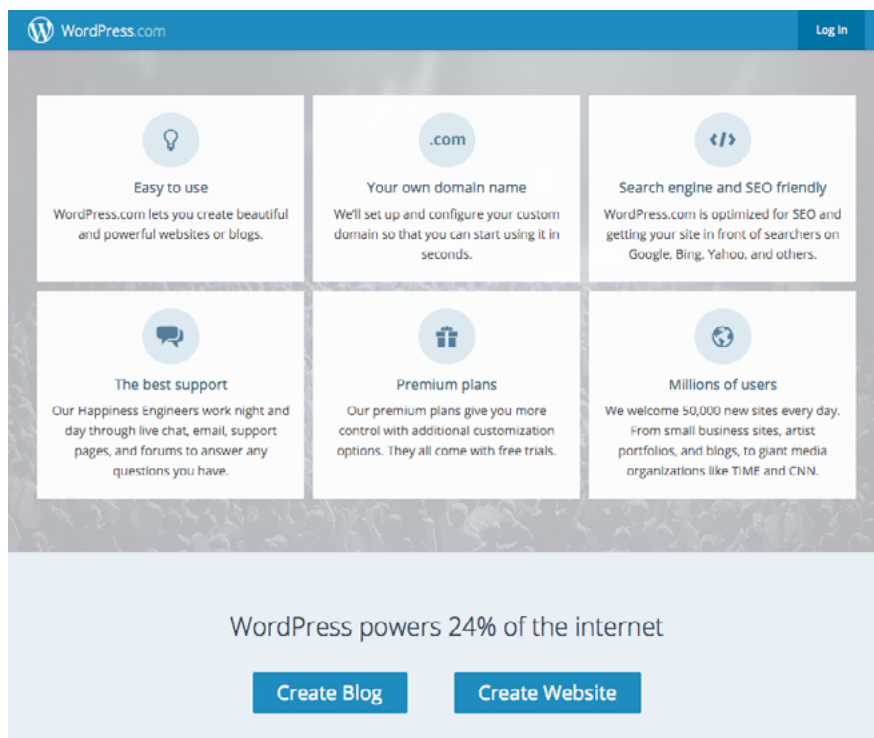 WordPress.com
Log In
.com
</>
Easy to use
WordPress.com lets you create beautiful
and powerful websites or blogs.
Your own domain name
We'll set up and configure your custom
domain so that you can start using it in
seconds.
Search engine and SEO friendly
WordPress.com is optimized for SEO and
getting your site in front of searchers on
Google, Bing, Yahoo, and others.
The best support
Our Happiness Engineers work night and
day through live chat, email, support
pages, and forums to answer any
questions you have.
Premium plans
Our premium plans give you more
control with additional customization
options. They all come with free trials.
Millions of users
We welcome 50,000 new sites every day.
From small business sites, artist
portfolios, and blogs, to giant media
organizations like TIME and CNN.
WordPress powers 24% of the internet
Create Blog
Create Website